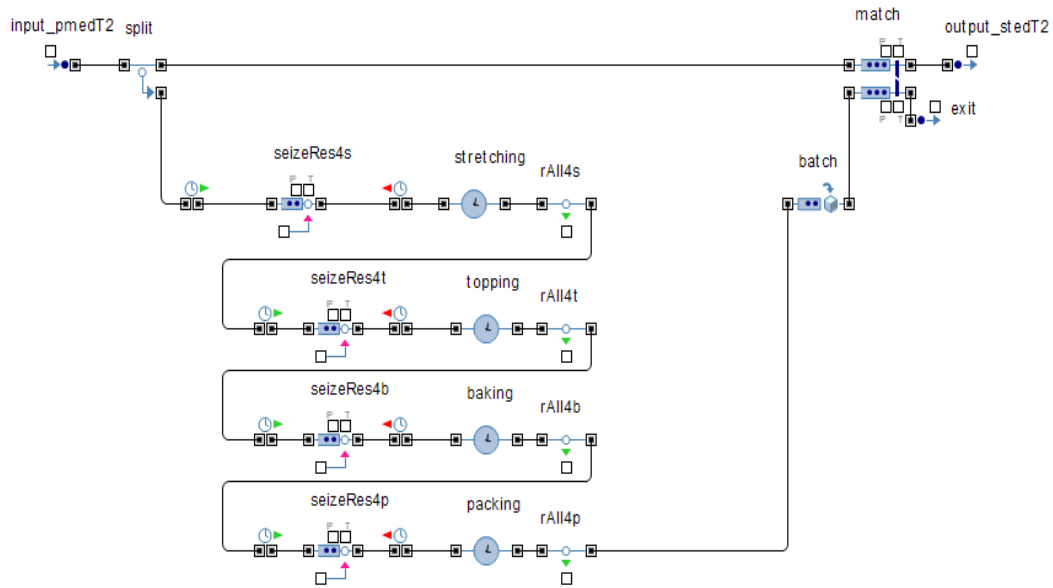 input_pmedT2
split
match
output_stedT2
P T
P T
exit
batch
seizeRes4s
stretching
rAll4s
P T
seizeRes4t
topping
rAll4t
P T
seizeRes4b
baking
rAll4b
P T
seizeRes4p
packing
rAll4p
P T